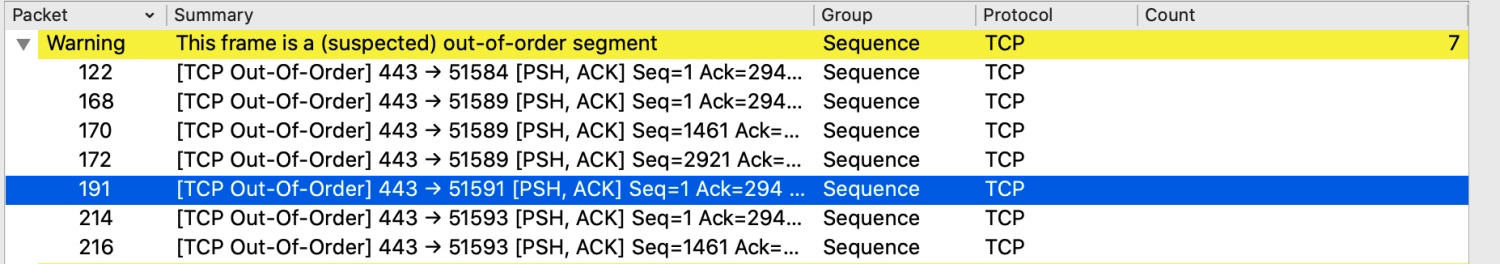 Packet Summary Group Protocol Count
Warning This frame is a (suspected) out-of-order segment Sequence TCP 7
122 [TCP Out-Of-Order] 443 → 51584 [PSH, ACK] Seq=1 Ack=294... Sequence TCP
168 [TCP Out-Of-Order] 443 → 51589 [PSH, ACK] Seq=1 Ack=294... Sequence TCP
170 [TCP Out-Of-Order] 443 → 51589 [PSH, ACK] Seq=1461 Ack=... Sequence TCP
172 [TCP Out-Of-Order] 443 → 51589 [PSH, ACK] Seq=2921 Ack=... Sequence TCP
191 [TCP Out-Of-Order] 443 → 51591 [PSH, ACK] Seq=1 Ack=294 ... Sequence TCP
214 [TCP Out-Of-Order] 443 → 51593 [PSH, ACK] Seq=1 Ack=294... Sequence TCP
216 [TCP Out-Of-Order] 443 → 51593 [PSH, ACK] Seq=1461 Ack=... Sequence TCP